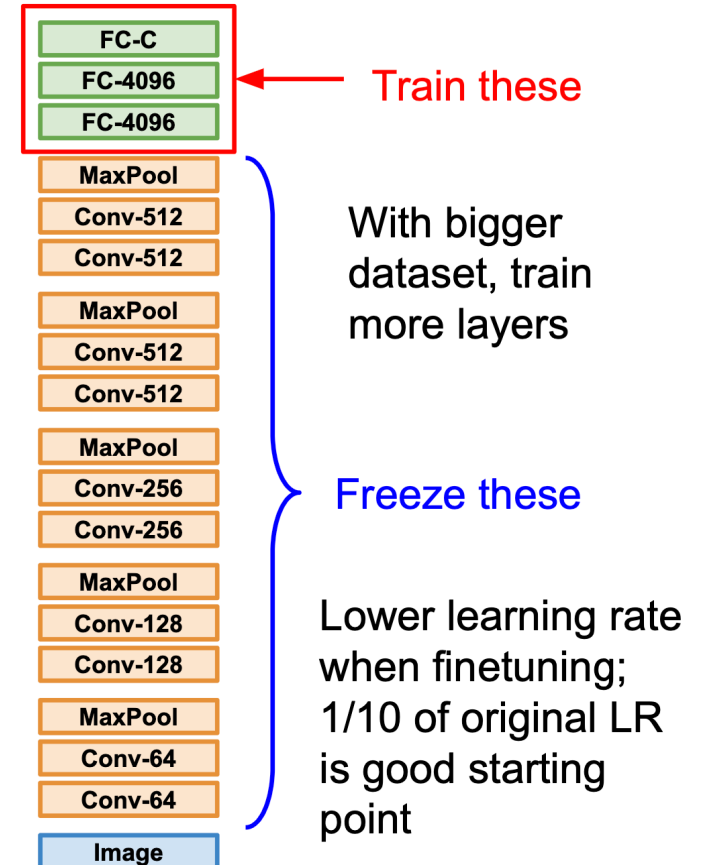 FC-C
FC-4096
FC-4096
Train these
MaxPool
Conv-512
Conv-512
With bigger
dataset, train
more layers
MaxPool
Conv-512
Conv-512
MaxPool
Conv-256
Conv-256
Freeze these
MaxPool
Conv-128
Conv-128
Lower learning rate
when finetuning;
1/10 of original LR
is good starting
point
MaxPool
Conv-64
Conv-64
Image